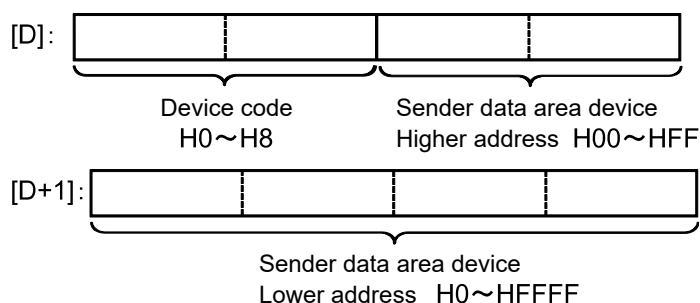 [D]:
Device code
H0～H8
Sender data area device
Higher address H00～HFF
[D+1]:
Sender data area device
Lower address H0～HFFFF